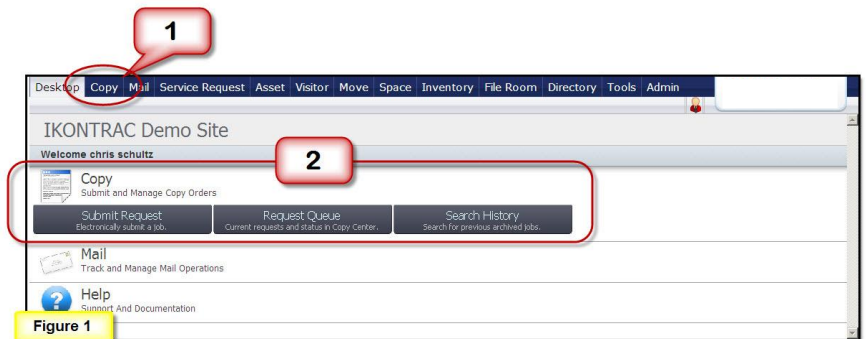 1
Desktop Copy Mail Service Request Asset Visitor Move Space Inventory File Room Directory Tools Admin
IKONTRAC Demo Site
Welcome chris schultz
2
Copy
Submit and Manage Copy Orders
Submit Request Request Queue Search History
Electronically submit a job. Current requests and status in Copy Center. Search for previous archived jobs.
Mail
Track and Manage Mail Operations
Help
Support And Documentation
Figure 1